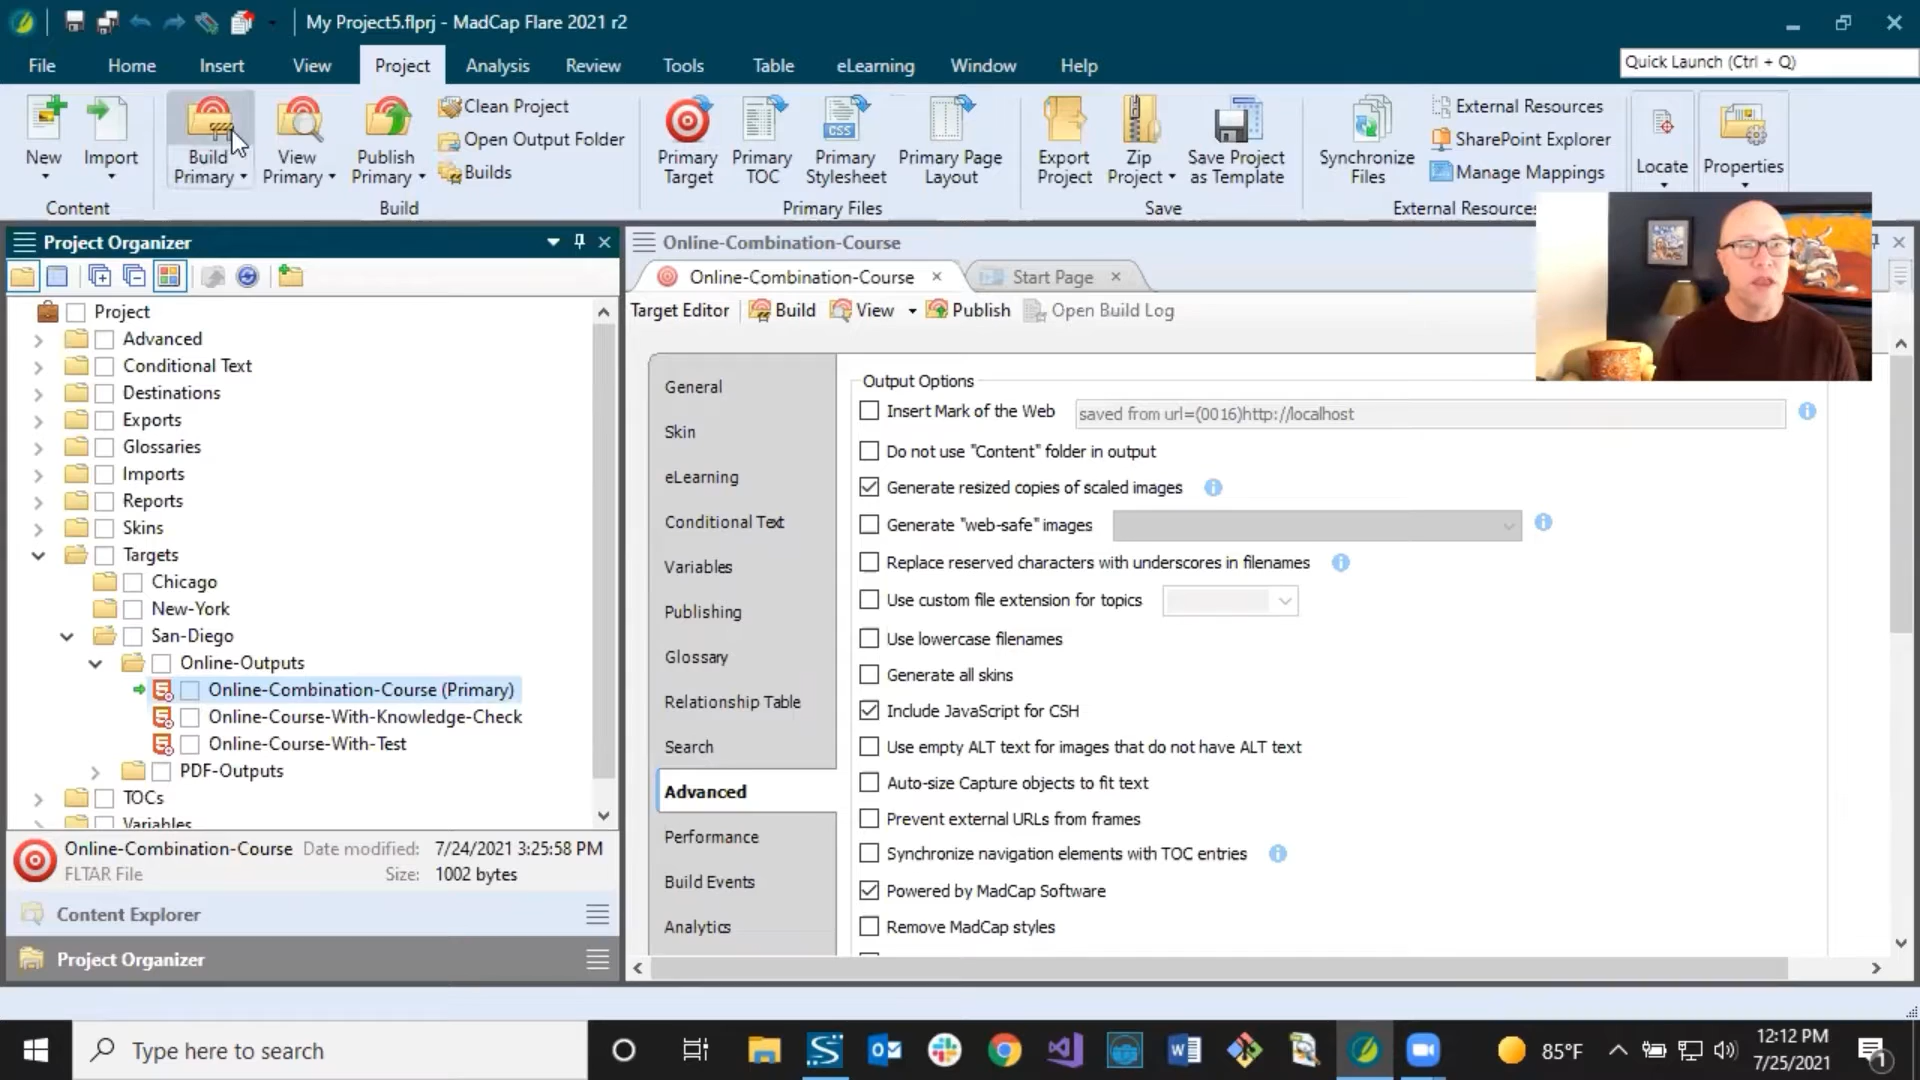 My Project5.flprj - MadCap Flare 2021 r2
File Home Insert View Project Analysis Review Tools Table eLearning Window Help
Quick Launch (Ctrl + Q)
New
Import
Build Primary
View Primary
Publish Primary
Clean Project
Open Output Folder
Builds
Primary Target
Primary TOC
Primary Stylesheet
Primary Page Layout
Export Project
Zip Project
Save Project as Template
Synchronize Files
External Resources
SharePoint Explorer
Manage Mappings
Locate
Properties
CSS
Content
Build
Primary Files
Save
External Resources
Project Organizer
Project
Advanced
Conditional Text
Destinations
Exports
Glossaries
Imports
Reports
Skins
Targets
Chicago
New-York
San-Diego
Online-Outputs
Online-Combination-Course (Primary)
Online-Course-With-Knowledge-Check
Online-Course-With-Test
PDF-Outputs
TOCs
Variables
Online-Combination-Course Date modified: 7/24/2021 3:25:58 PM
FLTAR File Size: 1002 bytes
Content Explorer
Project Organizer
Online-Combination-Course
Online-Combination-Course
Start Page
Target Editor Build View Publish Open Build Log
General
Skin
eLearning
Conditional Text
Variables
Publishing
Glossary
Relationship Table
Search
Advanced
Performance
Build Events
Analytics
Output Options
Insert Mark of the Web saved from url=(0016)http://localhost
Do not use "Content" folder in output
Generate resized copies of scaled images
Generate "web-safe" images
Replace reserved characters with underscores in filenames
Use custom file extension for topics
Use lowercase filenames
Generate all skins
Include JavaScript for CSH
Use empty ALT text for images that do not have ALT text
Auto-size Capture objects to fit text
Prevent external URLs from frames
Synchronize navigation elements with TOC entries
Powered by MadCap Software
Remove MadCap styles
Type here to search
85°F
12:12 PM
7/25/2021
1